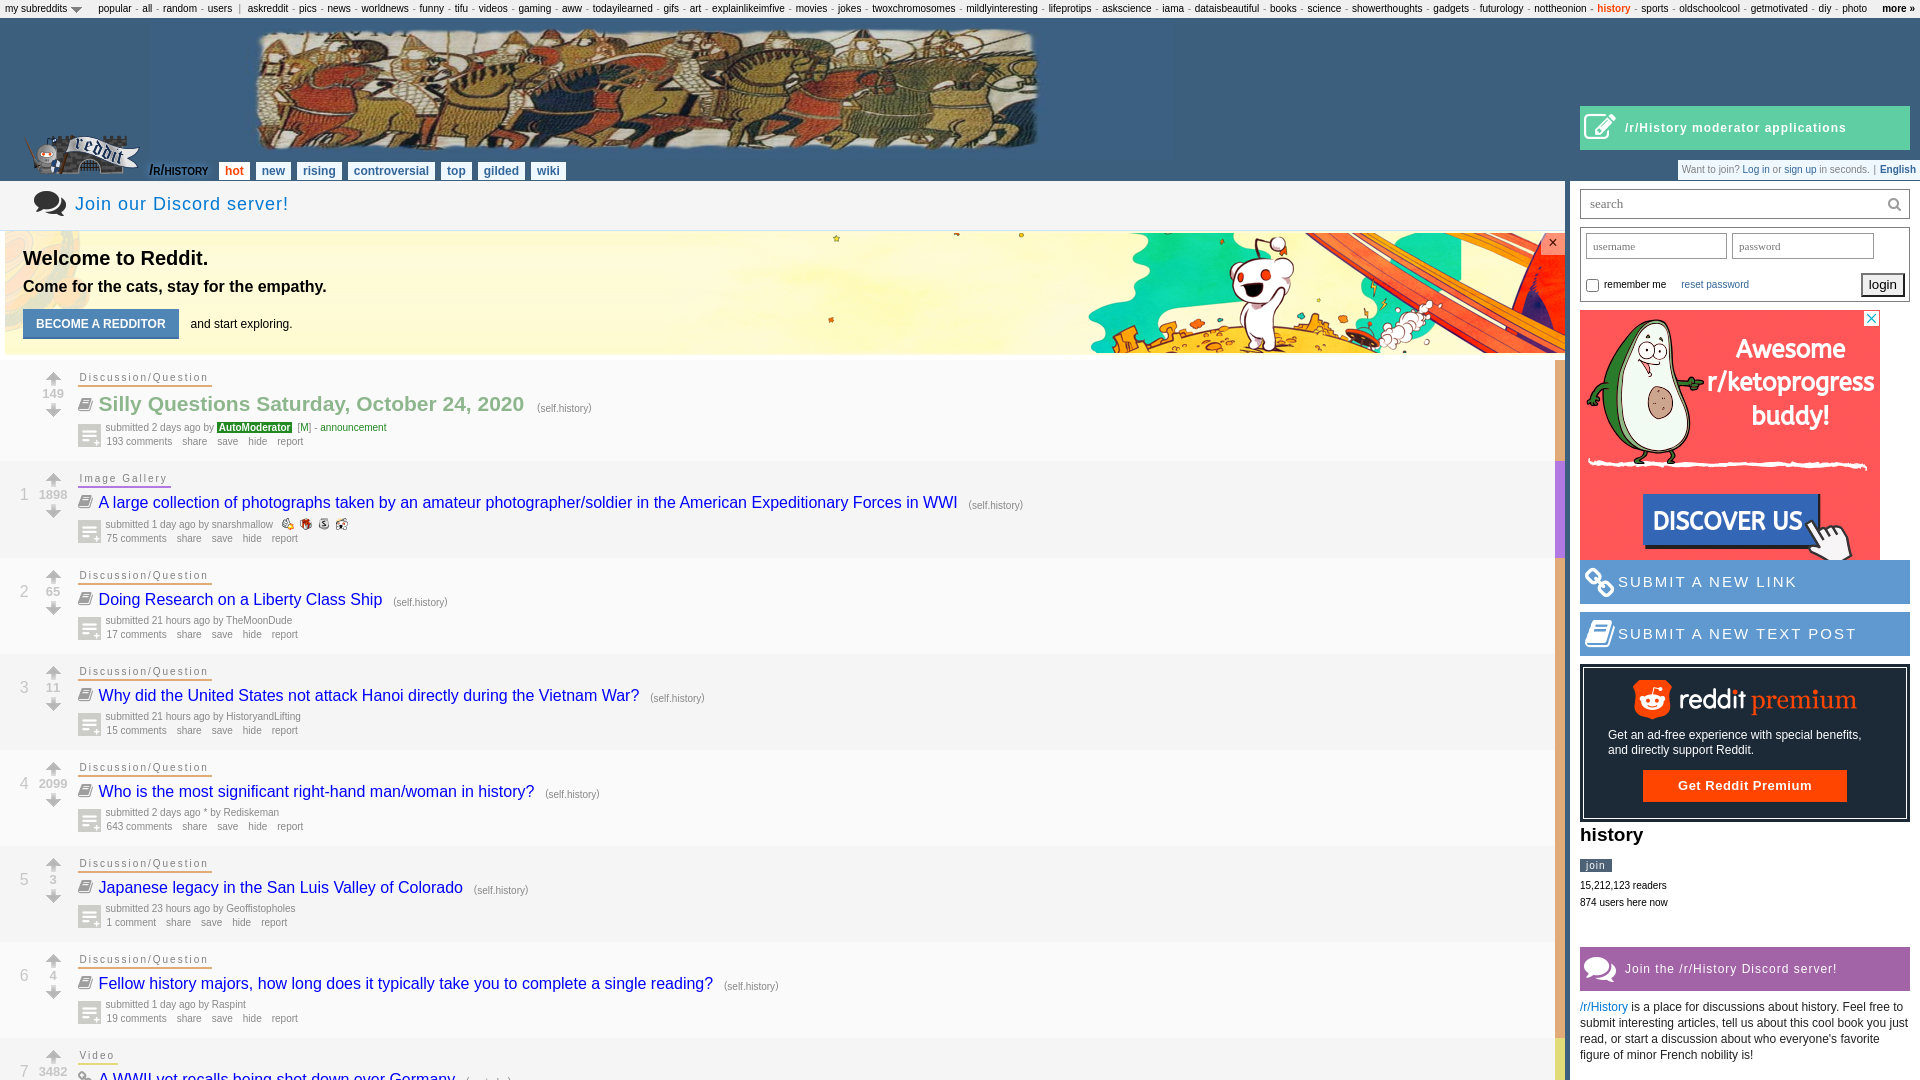 my subreddits popular - all - random - users | askreddit - pics - news - worldnews - funny - tifu - videos - gaming - aww - todayilearned - gifs - art - explainlikeimfive - movies - jokes - twoxchromosomes - mildlyinteresting - lifeprotips - askscience - iama - dataisbeautiful - books - science - showerthoughts - gadgets - futurology - nottheonion - history - sports - oldschoolcool - getmotivated - diy - photo more »
/r/History moderator applications
reddit
/R/HISTORY hot new rising controversial top gilded wiki
Want to join? Log in or sign up in seconds. | English
Join our Discord server!
Welcome to Reddit.
Come for the cats, stay for the empathy.
BECOME A REDDITOR and start exploring.
×
Discussion/Question
149
Silly Questions Saturday, October 24, 2020 (self.history)
submitted 2 days ago by AutoModerator [M] - announcement
193 comments share save hide report
Image Gallery
1 1898
A large collection of photographs taken by an amateur photographer/soldier in the American Expeditionary Forces in WWI (self.history)
submitted 1 day ago by snarshmallow
75 comments share save hide report
Discussion/Question
2 65
Doing Research on a Liberty Class Ship (self.history)
submitted 21 hours ago by TheMoonDude
17 comments share save hide report
Discussion/Question
3 11
Why did the United States not attack Hanoi directly during the Vietnam War? (self.history)
submitted 21 hours ago by HistoryandLifting
15 comments share save hide report
Discussion/Question
4 2099
Who is the most significant right-hand man/woman in history? (self.history)
submitted 2 days ago * by Rediskeman
643 comments share save hide report
Discussion/Question
5 3
Japanese legacy in the San Luis Valley of Colorado (self.history)
submitted 23 hours ago by Geoffistopholes
1 comment share save hide report
Discussion/Question
6 4
Fellow history majors, how long does it typically take you to complete a single reading? (self.history)
submitted 1 day ago by Raspint
19 comments share save hide report
Video
7 3482
A WWII vet recalls being shot down over Germany
search
username password
remember me reset password login
Awesome
r/ketoprogress
buddy!
DISCOVER US
SUBMIT A NEW LINK
SUBMIT A NEW TEXT POST
reddit premium
Get an ad-free experience with special benefits,
and directly support Reddit.
Get Reddit Premium
history
join
15,212,123 readers
874 users here now
Join the /r/History Discord server!
/r/History is a place for discussions about history. Feel free to
submit interesting articles, tell us about this cool book you just
read, or start a discussion about who everyone's favorite
figure of minor French nobility is!